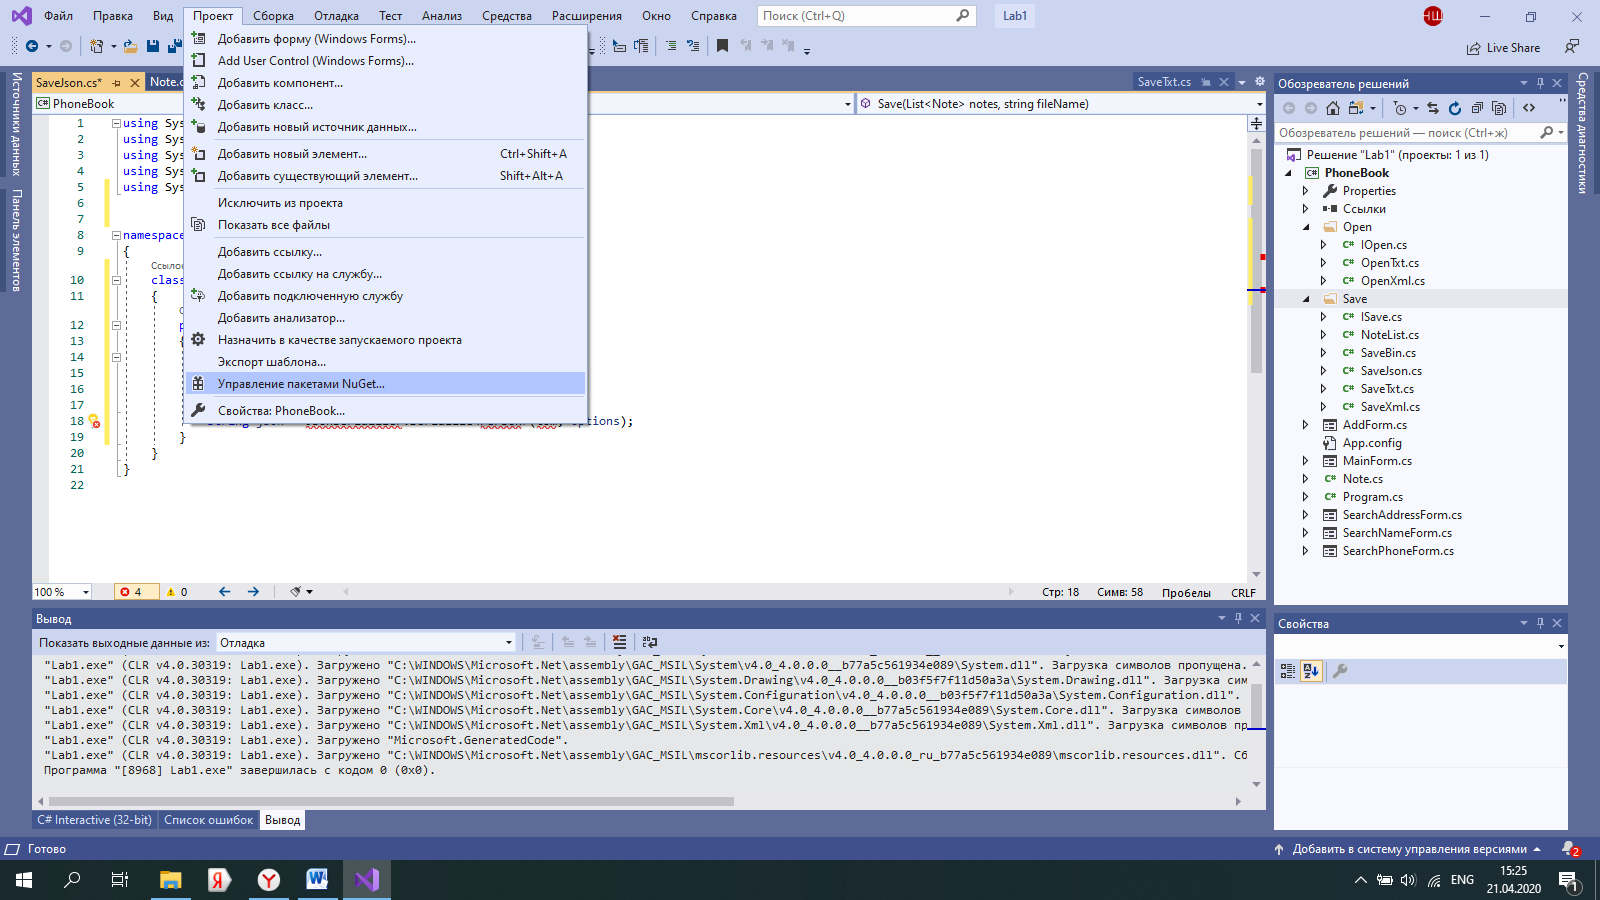 Файл Правка Вид Проект Сборка Отладка Тест Анализ Средства Расширения Окно Справка Поиск (Ctrl+Q) Lab1 НШ
Live Share
SaveJson.cs* Note.c
SaveTxt.cs
PhoneBook
Save(List<Note> notes, string fileName)
Источники данных
Панель элементов
Добавить форму (Windows Forms)...
Add User Control (Windows Forms)...
Добавить компонент...
Добавить класс...
Добавить новый источник данных...
Добавить новый элемент... Ctrl+Shift+A
Добавить существующий элемент... Shift+Alt+A
Исключить из проекта
Показать все файлы
Добавить ссылку...
Добавить ссылку на службу...
Добавить подключенную службу
Добавить анализатор...
Назначить в качестве запускаемого проекта
Экспорт шаблона...
Управление пакетами NuGet...
Свойства: PhoneBook...
1 using Sys
2 using Sys
3 using Sys
4 using Sys
5 using Sys
6
7
8 namespace
9 {
Ссылок
10 class
11 {
12 p
13 {
14
15
16
17
18 ptions);
19 }
20 }
21 }
22
100 % 4 0 Стр: 18 Симв: 58 Пробелы CRLF
Вывод
Показать выходные данные из: Отладка
"Lab1.exe" (CLR v4.0.30319: Lab1.exe). Загружено "C:\WINDOWS\Microsoft.Net\assembly\GAC_MSIL\System\v4.0_4.0.0.0__b77a5c561934e089\System.dll". Загрузка символов пропущена.
"Lab1.exe" (CLR v4.0.30319: Lab1.exe). Загружено "C:\WINDOWS\Microsoft.Net\assembly\GAC_MSIL\System.Drawing\v4.0_4.0.0.0__b03f5f7f11d50a3a\System.Drawing.dll". Загрузка сим
"Lab1.exe" (CLR v4.0.30319: Lab1.exe). Загружено "C:\WINDOWS\Microsoft.Net\assembly\GAC_MSIL\System.Configuration\v4.0_4.0.0.0__b03f5f7f11d50a3a\System.Configuration.dll".
"Lab1.exe" (CLR v4.0.30319: Lab1.exe). Загружено "C:\WINDOWS\Microsoft.Net\assembly\GAC_MSIL\System.Core\v4.0_4.0.0.0__b77a5c561934e089\System.Core.dll". Загрузка символов
"Lab1.exe" (CLR v4.0.30319: Lab1.exe). Загружено "C:\WINDOWS\Microsoft.Net\assembly\GAC_MSIL\System.Xml\v4.0_4.0.0.0__b77a5c561934e089\System.Xml.dll". Загрузка символов пр
"Lab1.exe" (CLR v4.0.30319: Lab1.exe). Загружено "Microsoft.GeneratedCode".
"Lab1.exe" (CLR v4.0.30319: Lab1.exe). Загружено "C:\WINDOWS\Microsoft.Net\assembly\GAC_MSIL\mscorlib.resources\v4.0_4.0.0.0_ru_b77a5c561934e089\mscorlib.resources.dll". Сб
Программа "[8968] Lab1.exe" завершилась с кодом 0 (0x0).
C# Interactive (32-bit) Список ошибок Вывод
Обозреватель решений
Обозреватель решений — поиск (Ctrl+ж)
Решение "Lab1" (проекты: 1 из 1)
PhoneBook
Properties
Ссылки
Open
IOpen.cs
OpenTxt.cs
OpenXml.cs
Save
ISave.cs
NoteList.cs
SaveBin.cs
SaveJson.cs
SaveTxt.cs
SaveXml.cs
AddForm.cs
App.config
MainForm.cs
Note.cs
Program.cs
SearchAddressForm.cs
SearchNameForm.cs
SearchPhoneForm.cs
Свойства
Средства диагностики
Готово
Добавить в систему управления версиями 2
ENG 15:25
21.04.2020 1